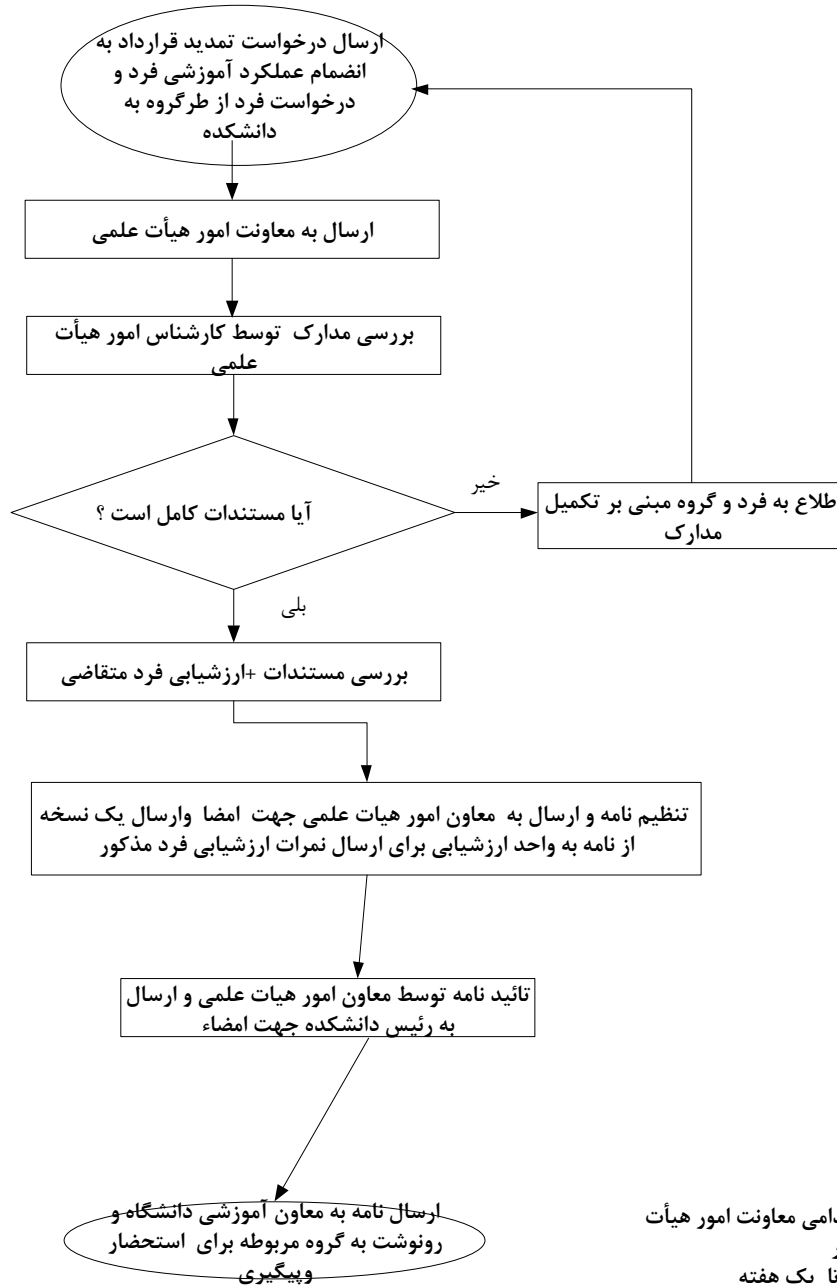 ارسال درخواست تمدید قرارداد به
انضمام عملکرد آموزشی فرد و
درخواست فرد از طرگروه به
دانشکده
ارسال به معاونت امور هیأت علمی
بررسی مدارک توسط کارشناس امور هیأت
علمی
آیا مستندات کامل است ؟
خیر
طلاع به فرد و گروه مبنی بر تکمیل
مدارک
بلی
بررسی مستندات +ارزشیابی فرد متقاضی
تنظیم نامه و ارسال به معاون امور هیات علمی جهت امضا وارسال یک نسخه
از نامه به واحد ارزشیابی برای ارسال نمرات ارزشیابی فرد مذکور
تائید نامه توسط معاون امور هیات علمی و ارسال
به رئیس دانشکده جهت امضاء
ارسال نامه به معاون آموزشی دانشگاه و
رونوشت به گروه مربوطه برای استحضار
وپیگیری
معاونت امور هیأت
تا یک هفته